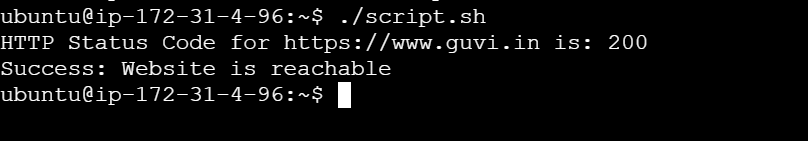 ubuntu@ip-172-31-4-96:~$ ./script.sh
HTTP Status Code for https://www.guvi.in is: 200
Success: Website is reachable
ubuntu@ip-172-31-4-96:~$